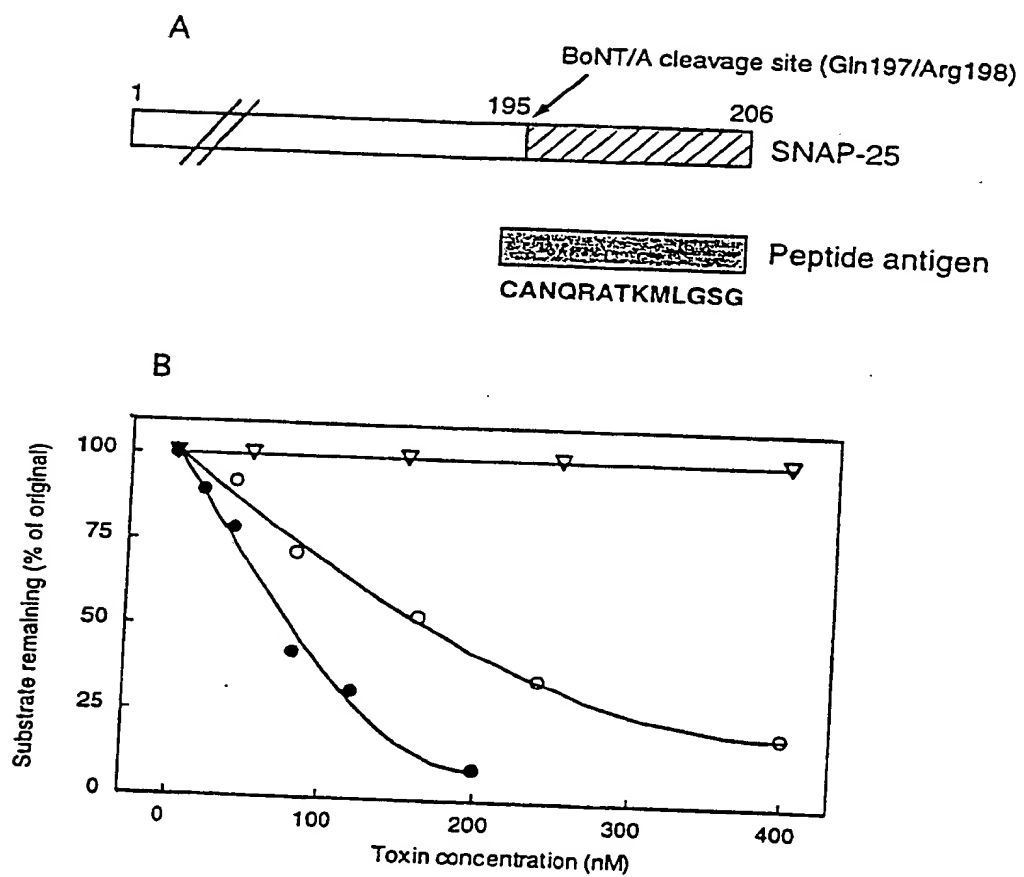 A
BoNT/A cleavage site (Gln197/Arg198)
1
195
206
SNAP-25
Peptide antigen
CANQRATKMLGSG
B
Substrate remaining (% of original)
100
75
50
25
0
0 100 200 300 400
Toxin concentration (nM)